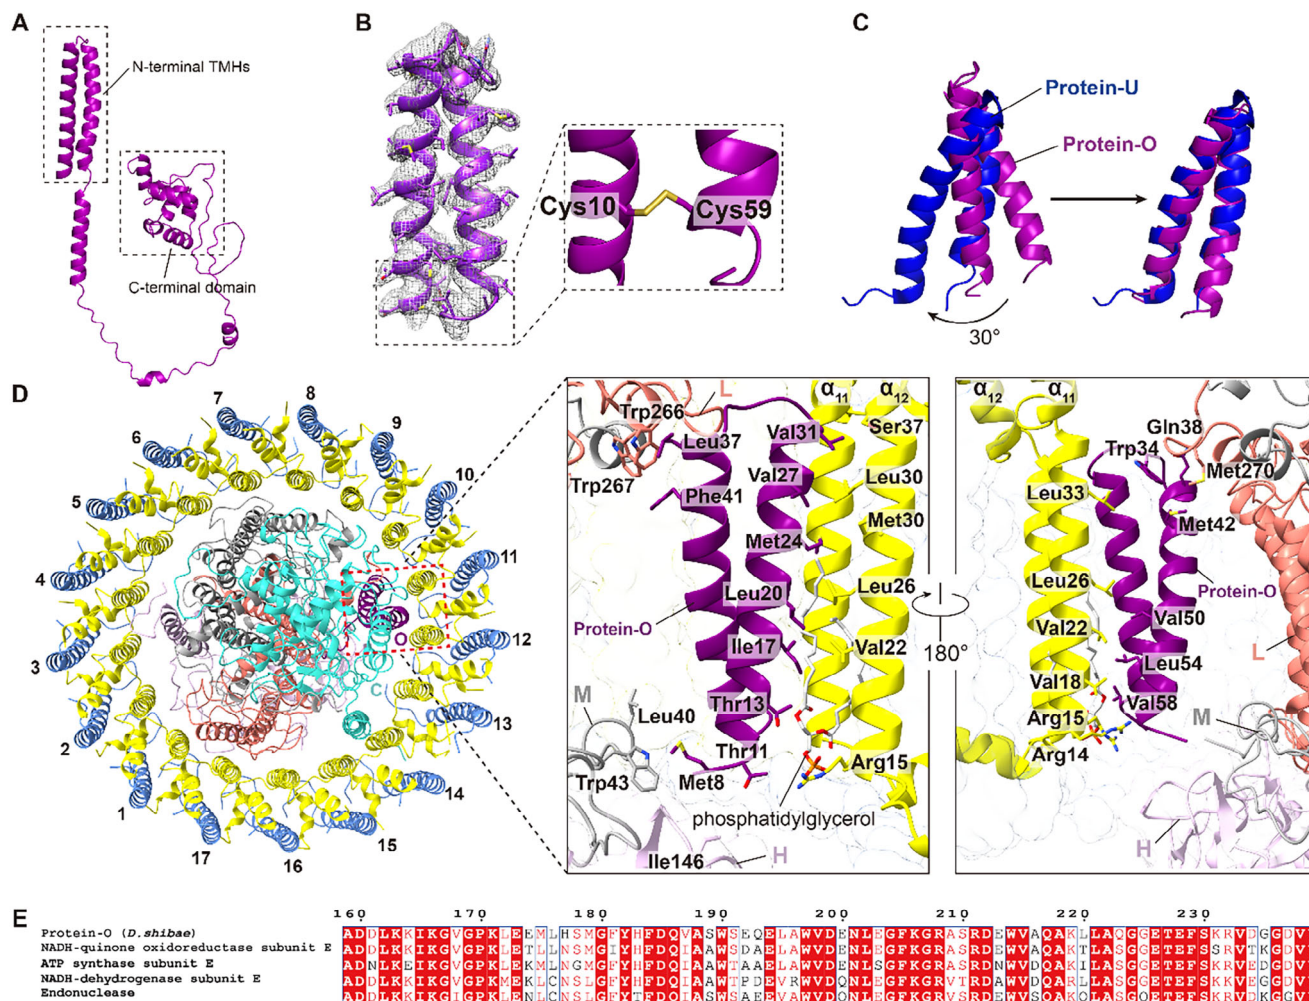 A
N-terminal TMHs
C-terminal domain
B
Cys10
Cys59
C
Protein-U
Protein-O
30°
D
1
2
3
4
5
6
7
8
9
10
11
12
13
14
15
16
17
O
C
Trp266
L
α11
α12
Leu37
Val31
Ser37
Trp267
Phe41
Val27
Leu30
Met24
Met30
Leu20
Leu26
Protein-O
Ile17
Val22
M
Thr13
Leu40
Thr11
Arg15
Trp43
Met8
phosphatidylglycerol
Ile146
H
180°
α12
α11
Gln38
Trp34
Met270
Leu33
Met42
Leu26
Protein-O
Val22
Val50
L
Leu54
Val18
Val58
M
Arg15
Arg14
H
E
160 170 180 190 200 210 220 230
Protein-O (D.shibae) ADDLKKIKGVGPKLEEMLHSMGFYHFDQVASWSEQELAWVDENLEGFKGRASRDEWVAQAKLLAQGGETEFSKRVTGGDV
NADH-quinone oxidoreductase subunit E
ATP synthase subunit E
NADH-dehydrogenase subunit E
Endonuclease